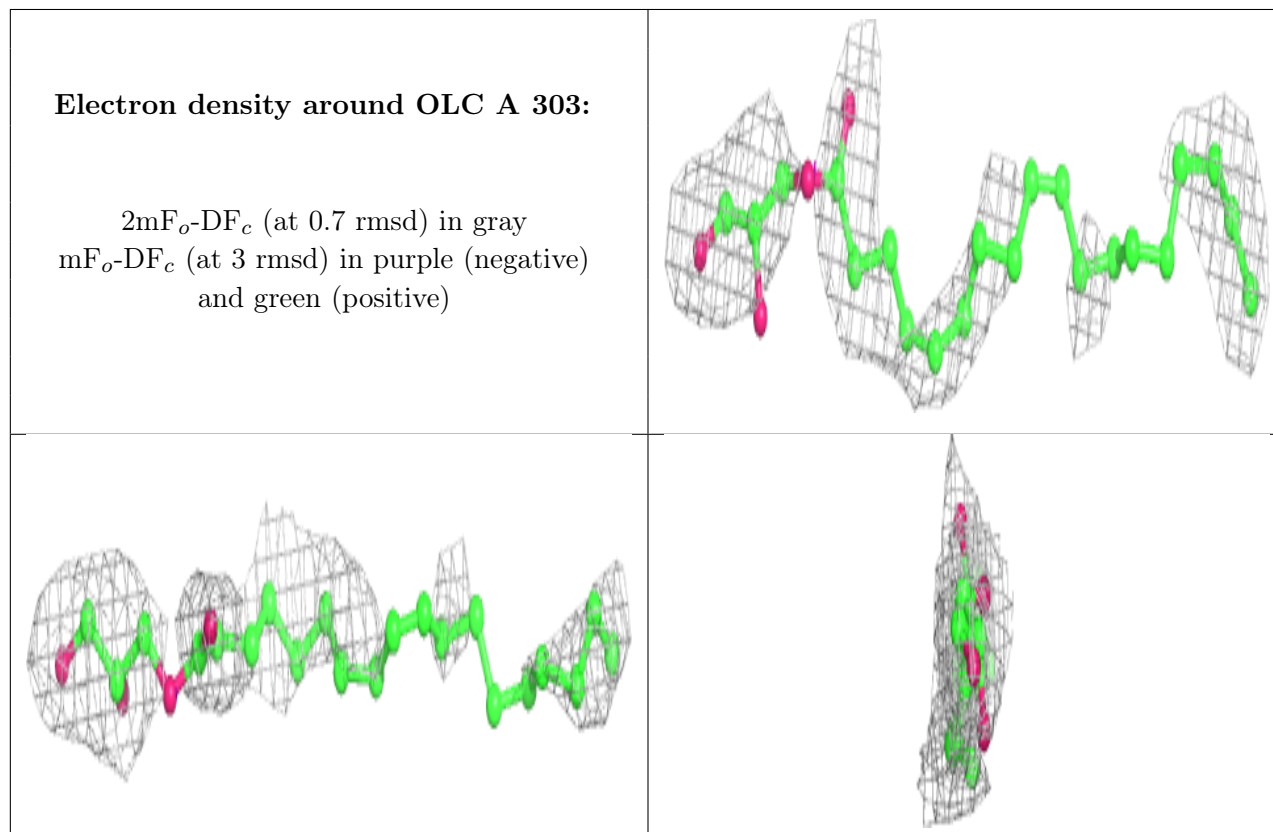 Electron density around OLC A 303:
2mFo-DFc (at 0.7 rmsd) in gray
mFo-DFc (at 3 rmsd) in purple (negative)
and green (positive)